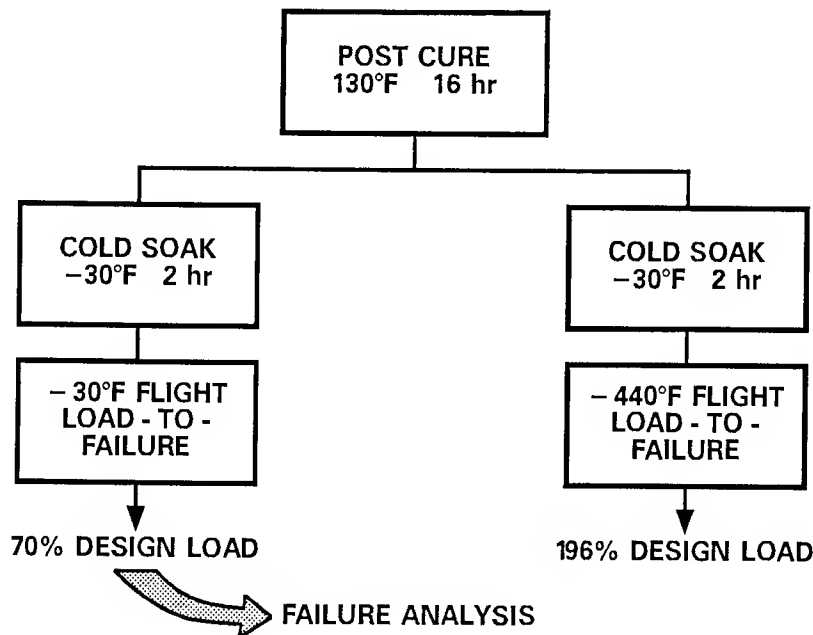 POST CURE
130°F 16 hr
COLD SOAK
−30°F 2 hr
−30°F FLIGHT
LOAD - TO -
FAILURE
70% DESIGN LOAD
FAILURE ANALYSIS
COLD SOAK
−30°F 2 hr
−440°F FLIGHT
LOAD - TO -
FAILURE
196% DESIGN LOAD